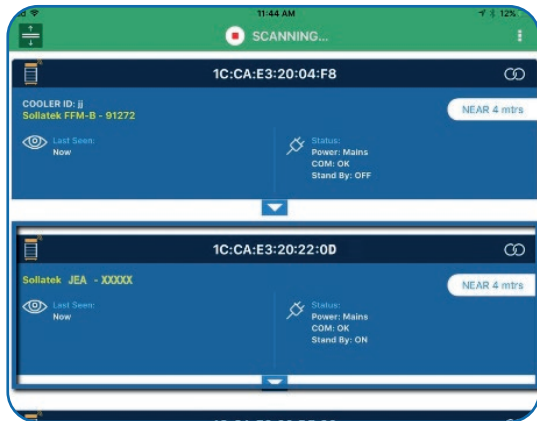 11:44 AM
12%
SCANNING...
1C:CA:E3:20:04:F8
COOLER ID: jj
Sollatek FFM-B - 91272
NEAR 4 mtrs
Last Seen:
Now
Status:
Power: Mains
COM: OK
Stand By: OFF
1C:CA:E3:20:22:0D
Sollatek JEA - XXXXX
NEAR 4 mtrs
Last Seen:
Now
Status:
Power: Mains
COM: OK
Stand By: ON